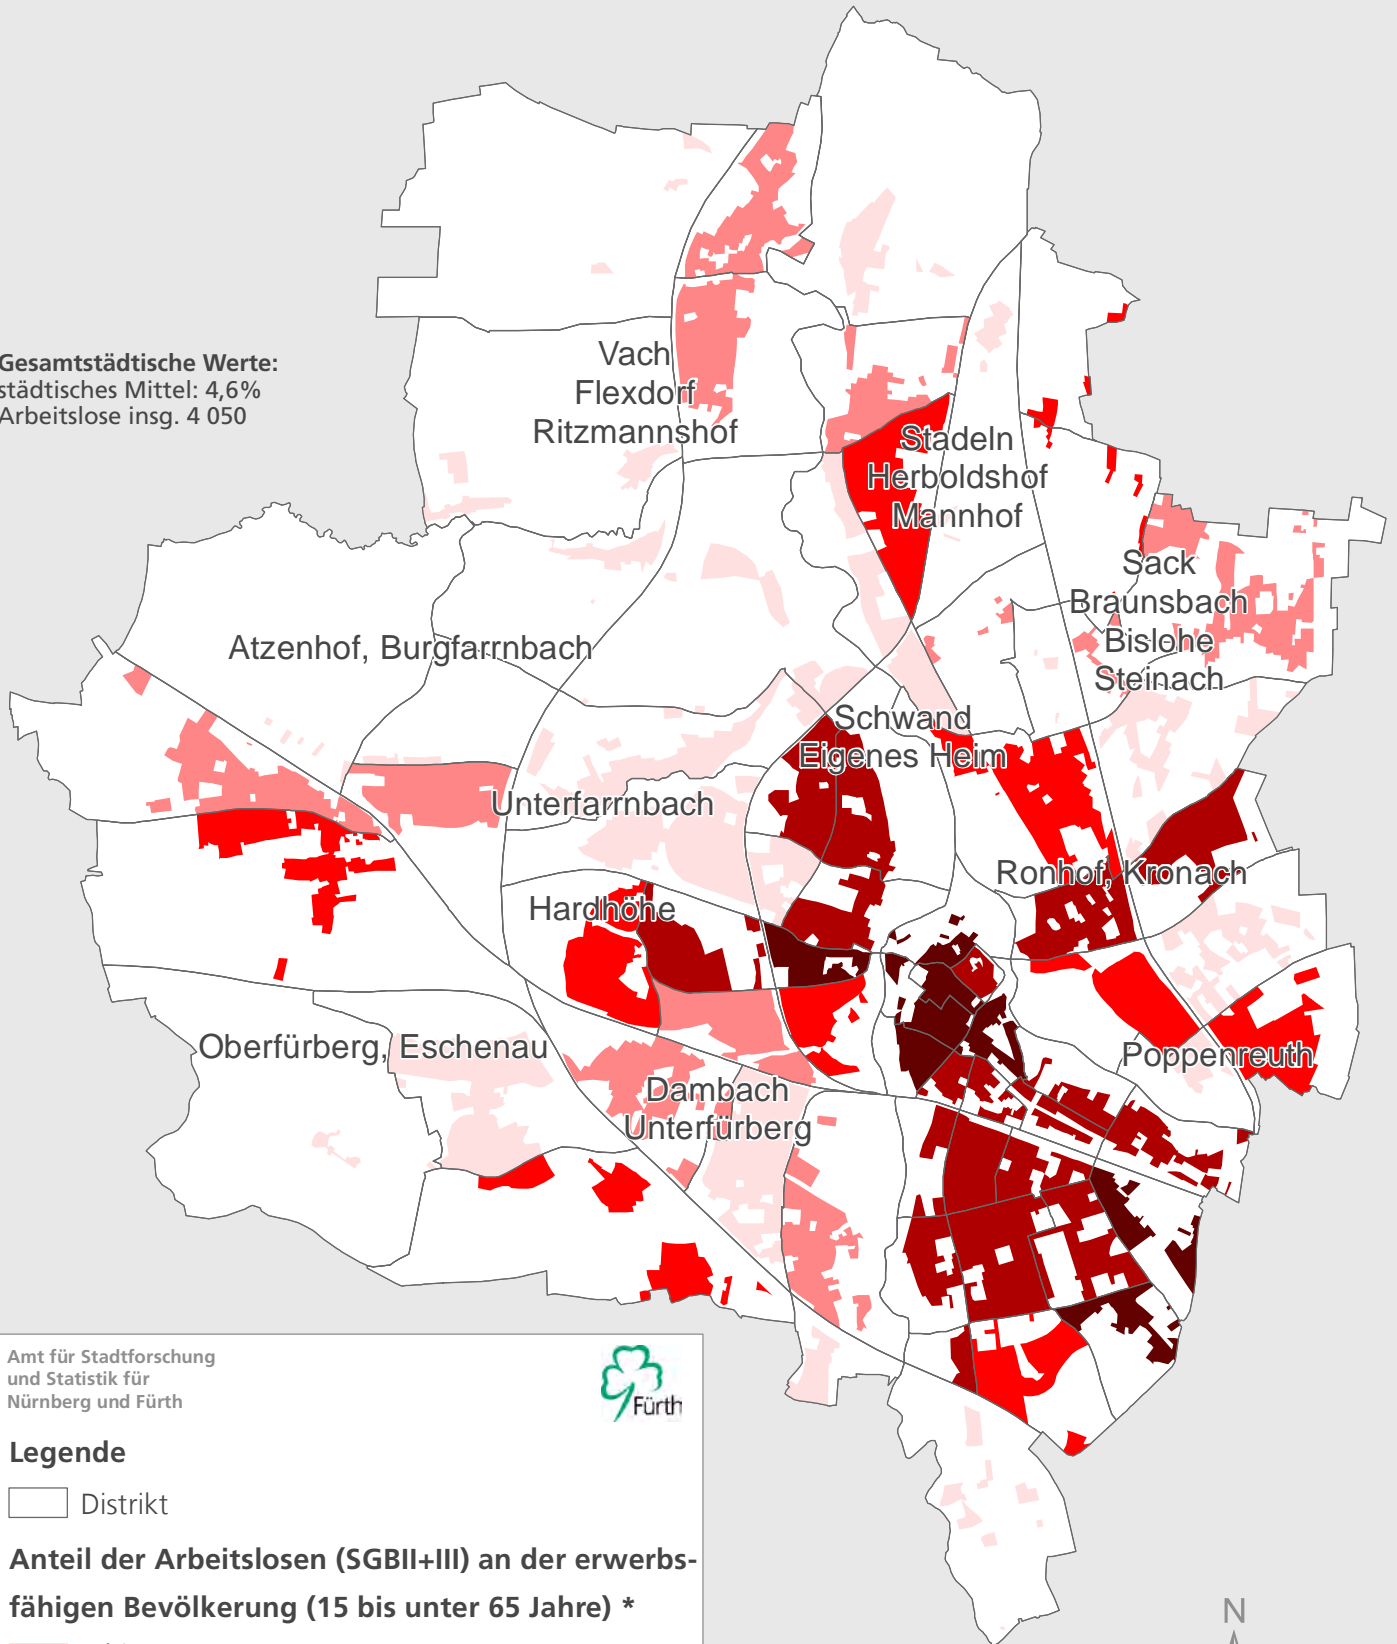 Gesamtstädtische Werte:
städtisches Mittel: 4,6%
Arbeitslose insg. 4 050
Vach
Flexdorf
Ritzmannshof
Stadeln
Herboldshof
Mannhof
Sack
Braunsbach
Bislohe
Steinach
Atzenhof, Burgfarrnbach
Schwand
Eigenes Heim
Unterfarrnbach
Ronhof, Kronach
Hardhöhe
Oberfürberg, Eschenau
Poppenreuth
Dambach
Unterfürberg
Amt für Stadtforschung
und Statistik für
Nürnberg und Fürth
Fürth
Legende
Distrikt
Anteil der Arbeitslosen (SGBII+III) an der erwerbs-
fähigen Bevölkerung (15 bis unter 65 Jahre) *
N